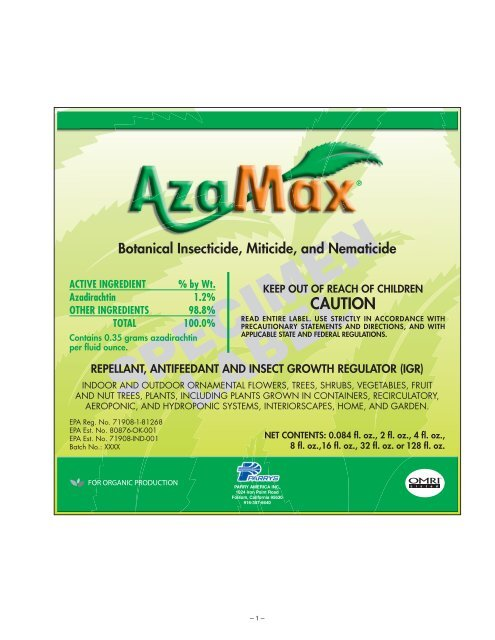 AzaMax®
Botanical Insecticide, Miticide, and Nematicide
ACTIVE INGREDIENT % by Wt.
Azadirachtin 1.2%
OTHER INGREDIENTS 98.8%
TOTAL 100.0%
Contains 0.35 grams azadirachtin
per fluid ounce.
KEEP OUT OF REACH OF CHILDREN
CAUTION
READ ENTIRE LABEL. USE STRICTLY IN ACCORDANCE WITH
PRECAUTIONARY STATEMENTS AND DIRECTIONS, AND WITH
APPLICABLE STATE AND FEDERAL REGULATIONS.
SPECIMEN
REPELLANT, ANTIFEEDANT AND INSECT GROWTH REGULATOR (IGR)
INDOOR AND OUTDOOR ORNAMENTAL FLOWERS, TREES, SHRUBS, VEGETABLES, FRUIT
AND NUT TREES, PLANTS, INCLUDING PLANTS GROWN IN CONTAINERS, RECIRCULATORY,
AEROPONIC, AND HYDROPONIC SYSTEMS, INTERIORSCAPES, HOME, AND GARDEN.
EPA Reg. No. 71908-1-81268
EPA Est. No. 80876-OK-001
EPA Est. No. 71908-IND-001
Batch No.: XXXX
NET CONTENTS: 0.084 fl. oz., 2 fl. oz., 4 fl. oz.,
8 fl. oz.,16 fl. oz., 32 fl. oz. or 128 fl. oz.
FOR ORGANIC PRODUCTION
PARRYS
PARRY AMERICA INC.
1024 Iron Point Road
Folsom, California 95630
OMRI
LISTED
– 1 –